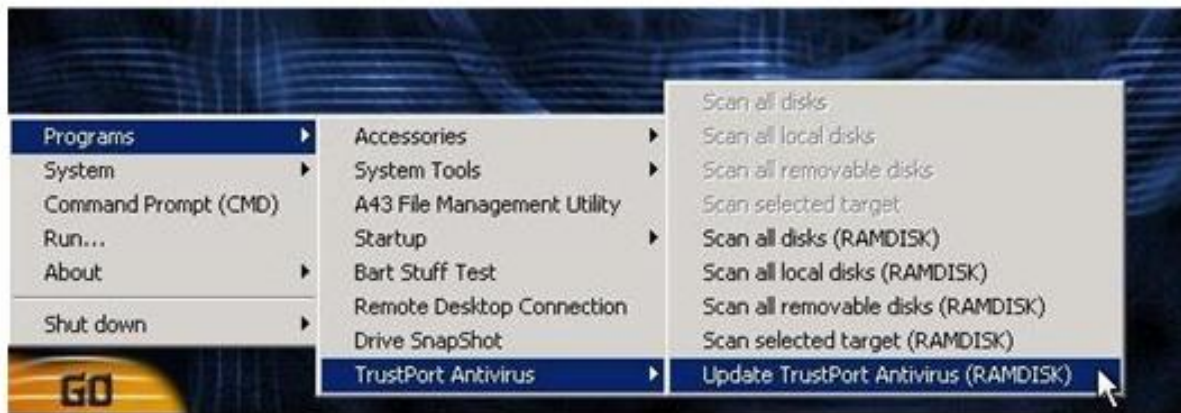 Programs
System
Command Prompt (CMD)
Run...
About
Shut down
GO
Accessories
System Tools
A43 File Management Utility
Startup
Bart Stuff Test
Remote Desktop Connection
Drive SnapShot
TrustPort Antivirus
Scan all disks
Scan all local disks
Scan all removable disks
Scan selected target
Scan all disks (RAMDISK)
Scan all local disks (RAMDISK)
Scan all removable disks (RAMDISK)
Scan selected target (RAMDISK)
Update TrustPort Antivirus (RAMDISK)